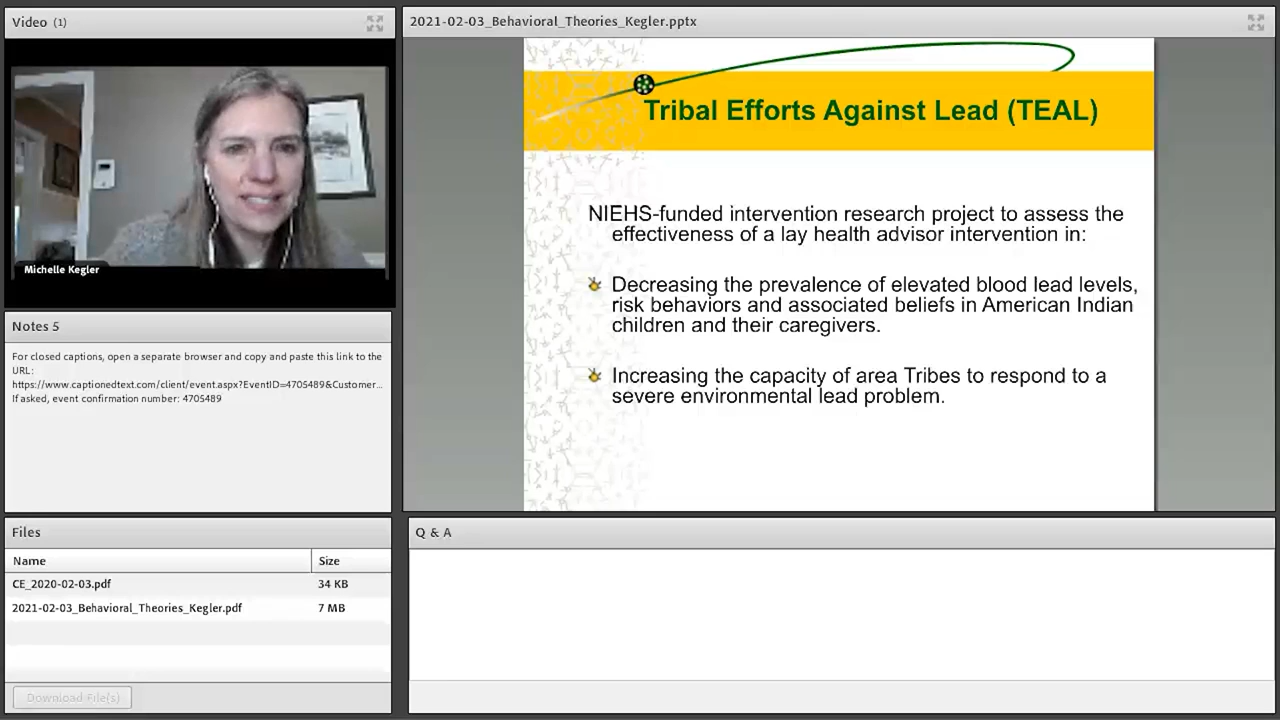 Video (1)
Michelle Kegler
Notes 5
For closed captions, open a separate browser and copy and paste this link to the
URL:
https://www.captionedtext.com/client/event.aspx?EventID=4705489&Customer...
If asked, event confirmation number: 4705489
Files
Name Size
CE_2020-02-03.pdf 34 KB
2021-02-03_Behavioral_Theories_Kegler.pdf 7 MB
Download File(s)
2021-02-03_Behavioral_Theories_Kegler.pptx
Tribal Efforts Against Lead (TEAL)
NIEHS-funded intervention research project to assess the
effectiveness of a lay health advisor intervention in:
Decreasing the prevalence of elevated blood lead levels,
risk behaviors and associated beliefs in American Indian
children and their caregivers.
Increasing the capacity of area Tribes to respond to a
severe environmental lead problem.
Q & A